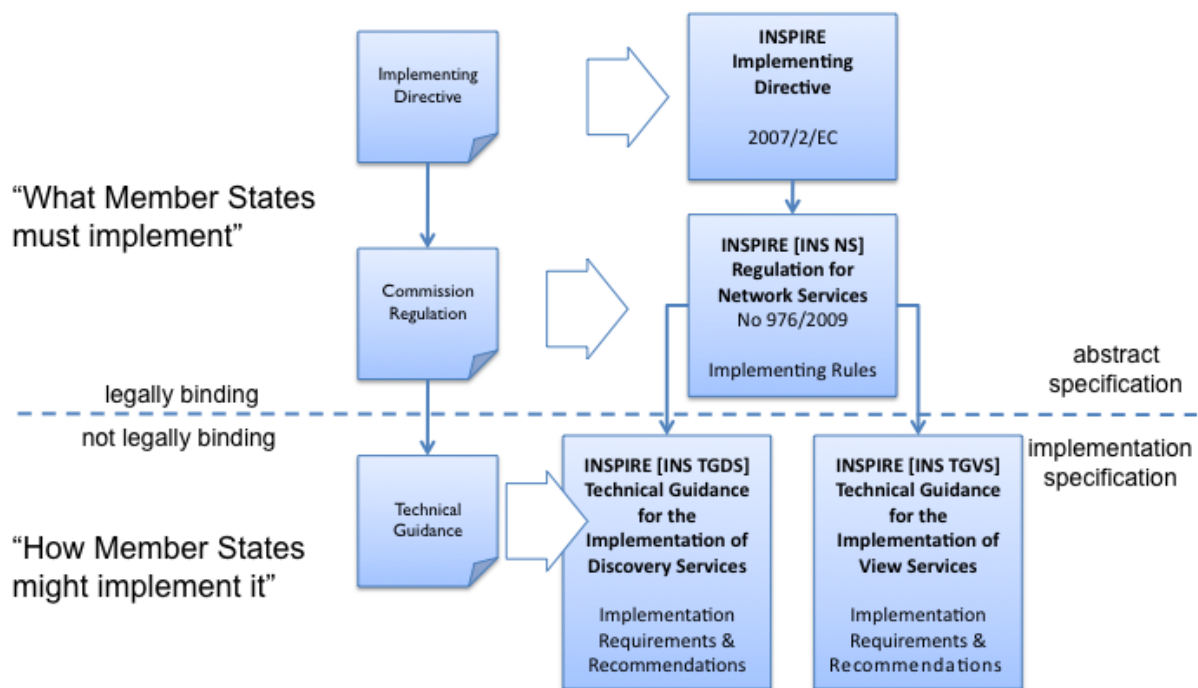 Implementing
Directive
INSPIRE
Implementing
Directive
2007/2/EC
“What Member States
must implement”
Commission
Regulation
INSPIRE [INS NS]
Regulation for
Network Services
No 976/2009
Implementing Rules
legally binding
abstract
specification
not legally binding
implementation
specification
“How Member States
might implement it”
Technical
Guidance
INSPIRE [INS TGDS]
Technical Guidance
for the
Implementation of
Discovery Services
Implementation
Requirements &
Recommendations
INSPIRE [INS TGVS]
Technical Guidance
for the
Implementation of
View Services
Implementation
Requirements &
Recommendations